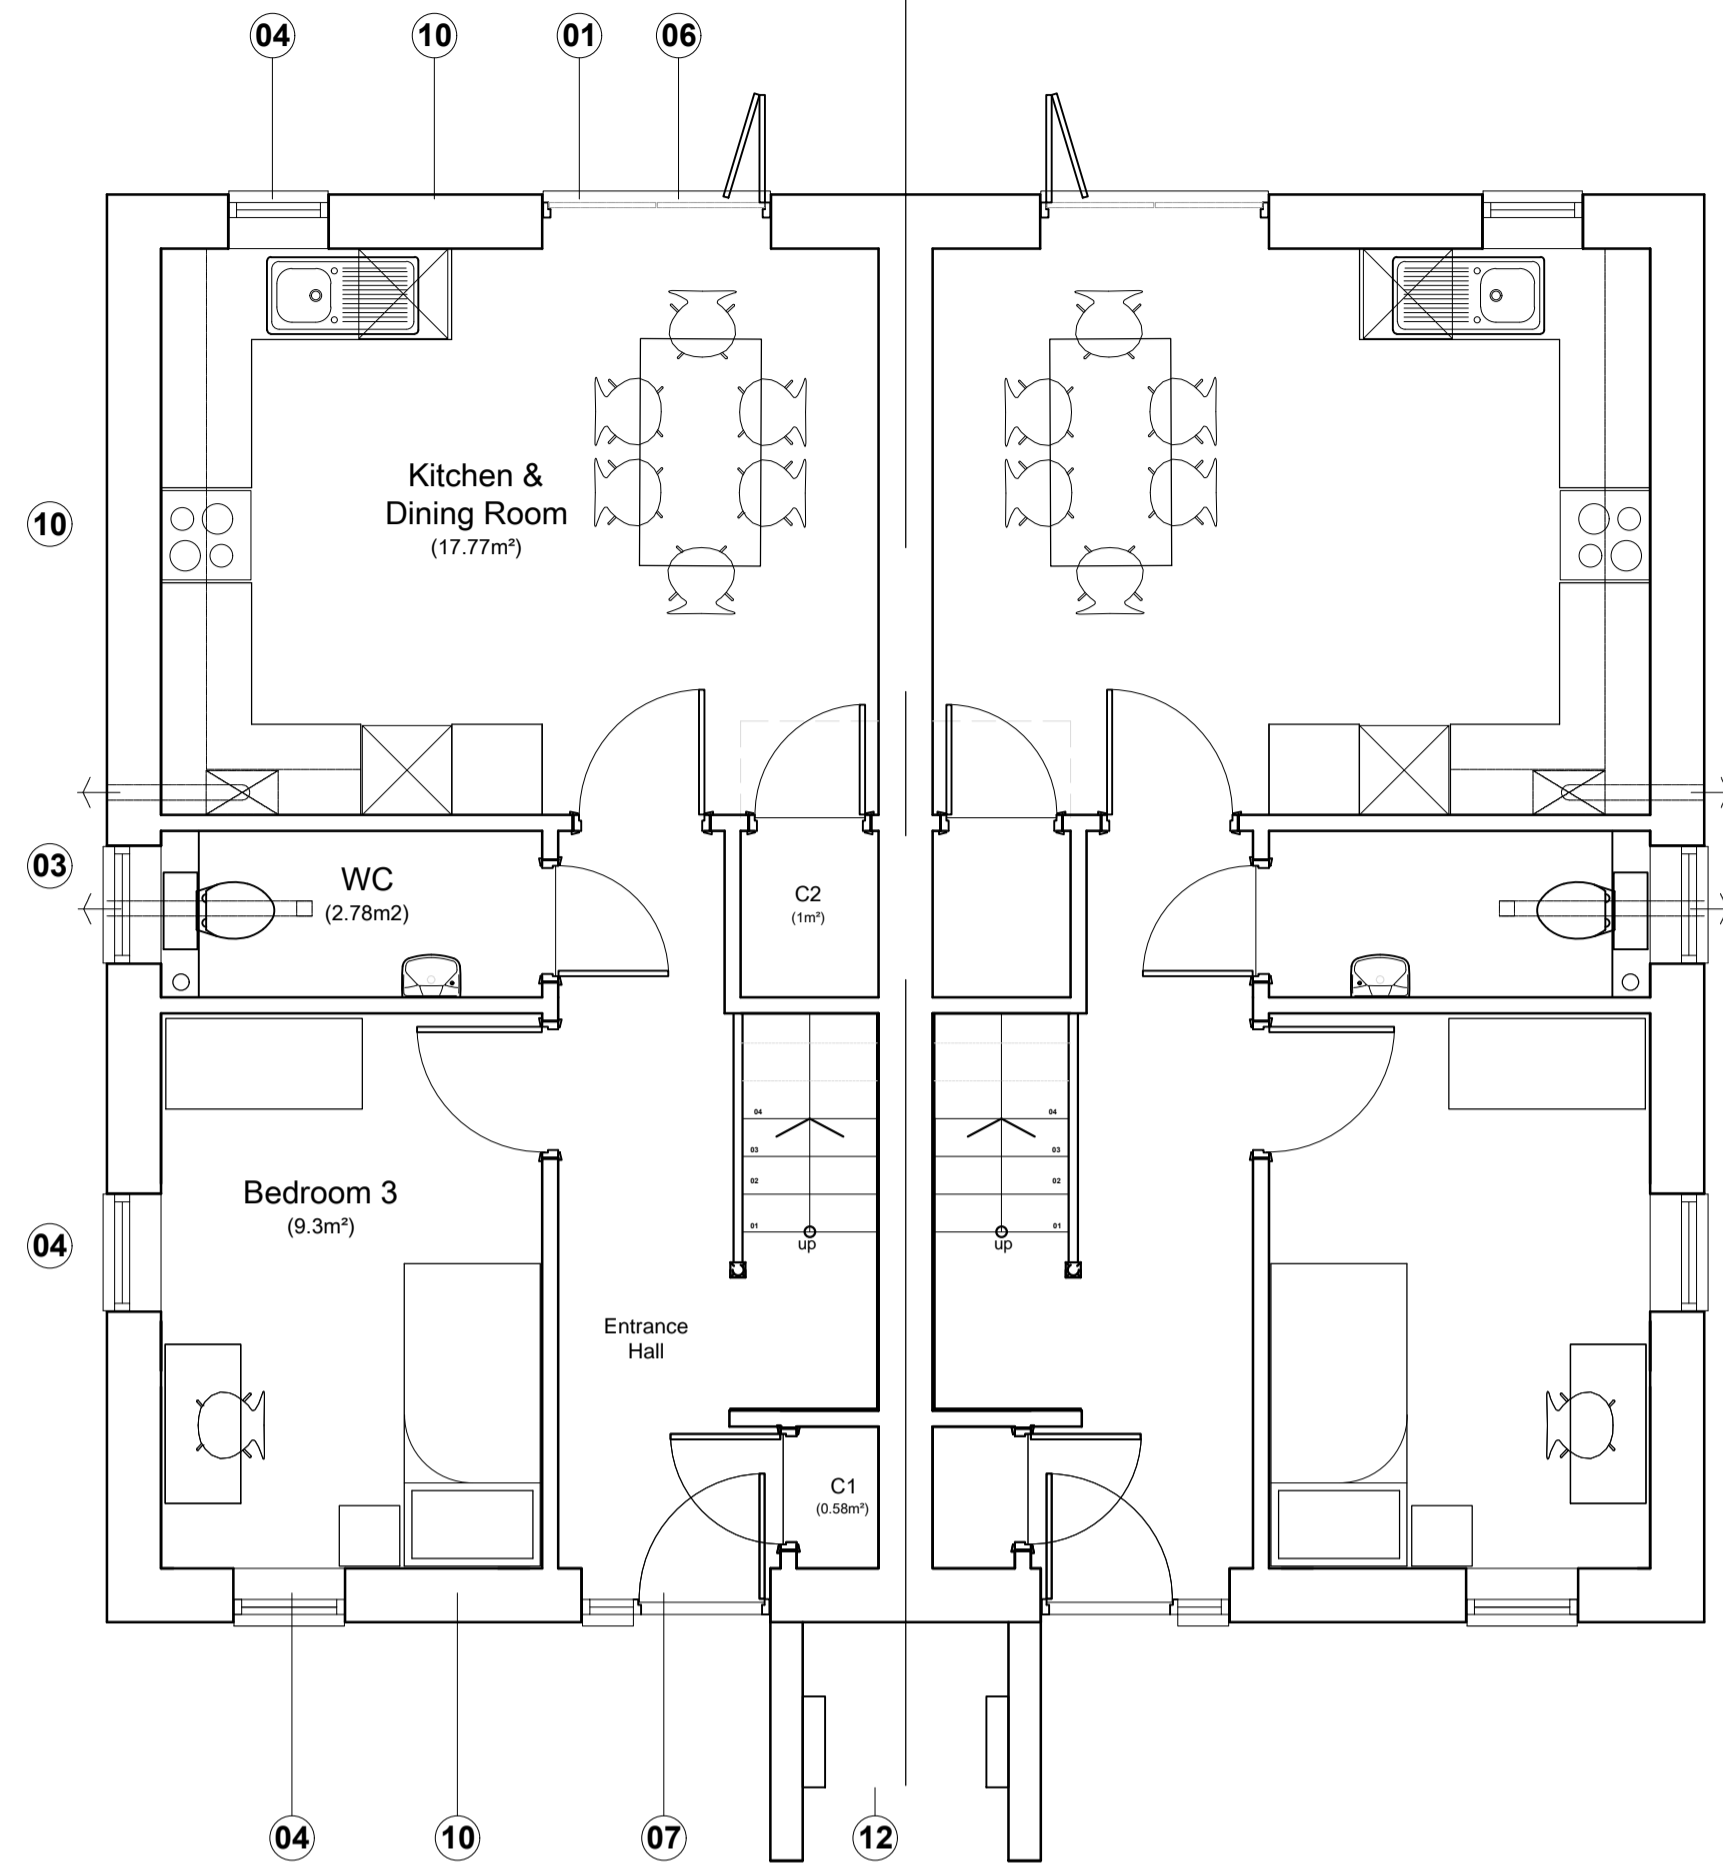 04 10 01 06
Kitchen &
Dining Room
(17.77m²)
10
03
WC
(2.78m2)
C2
(1m²)
04 04
03 03
02 02
01 01
up up
Bedroom 3
(9.3m²)
04
Entrance
Hall
C1
(0.58m²)
04 10 07 12